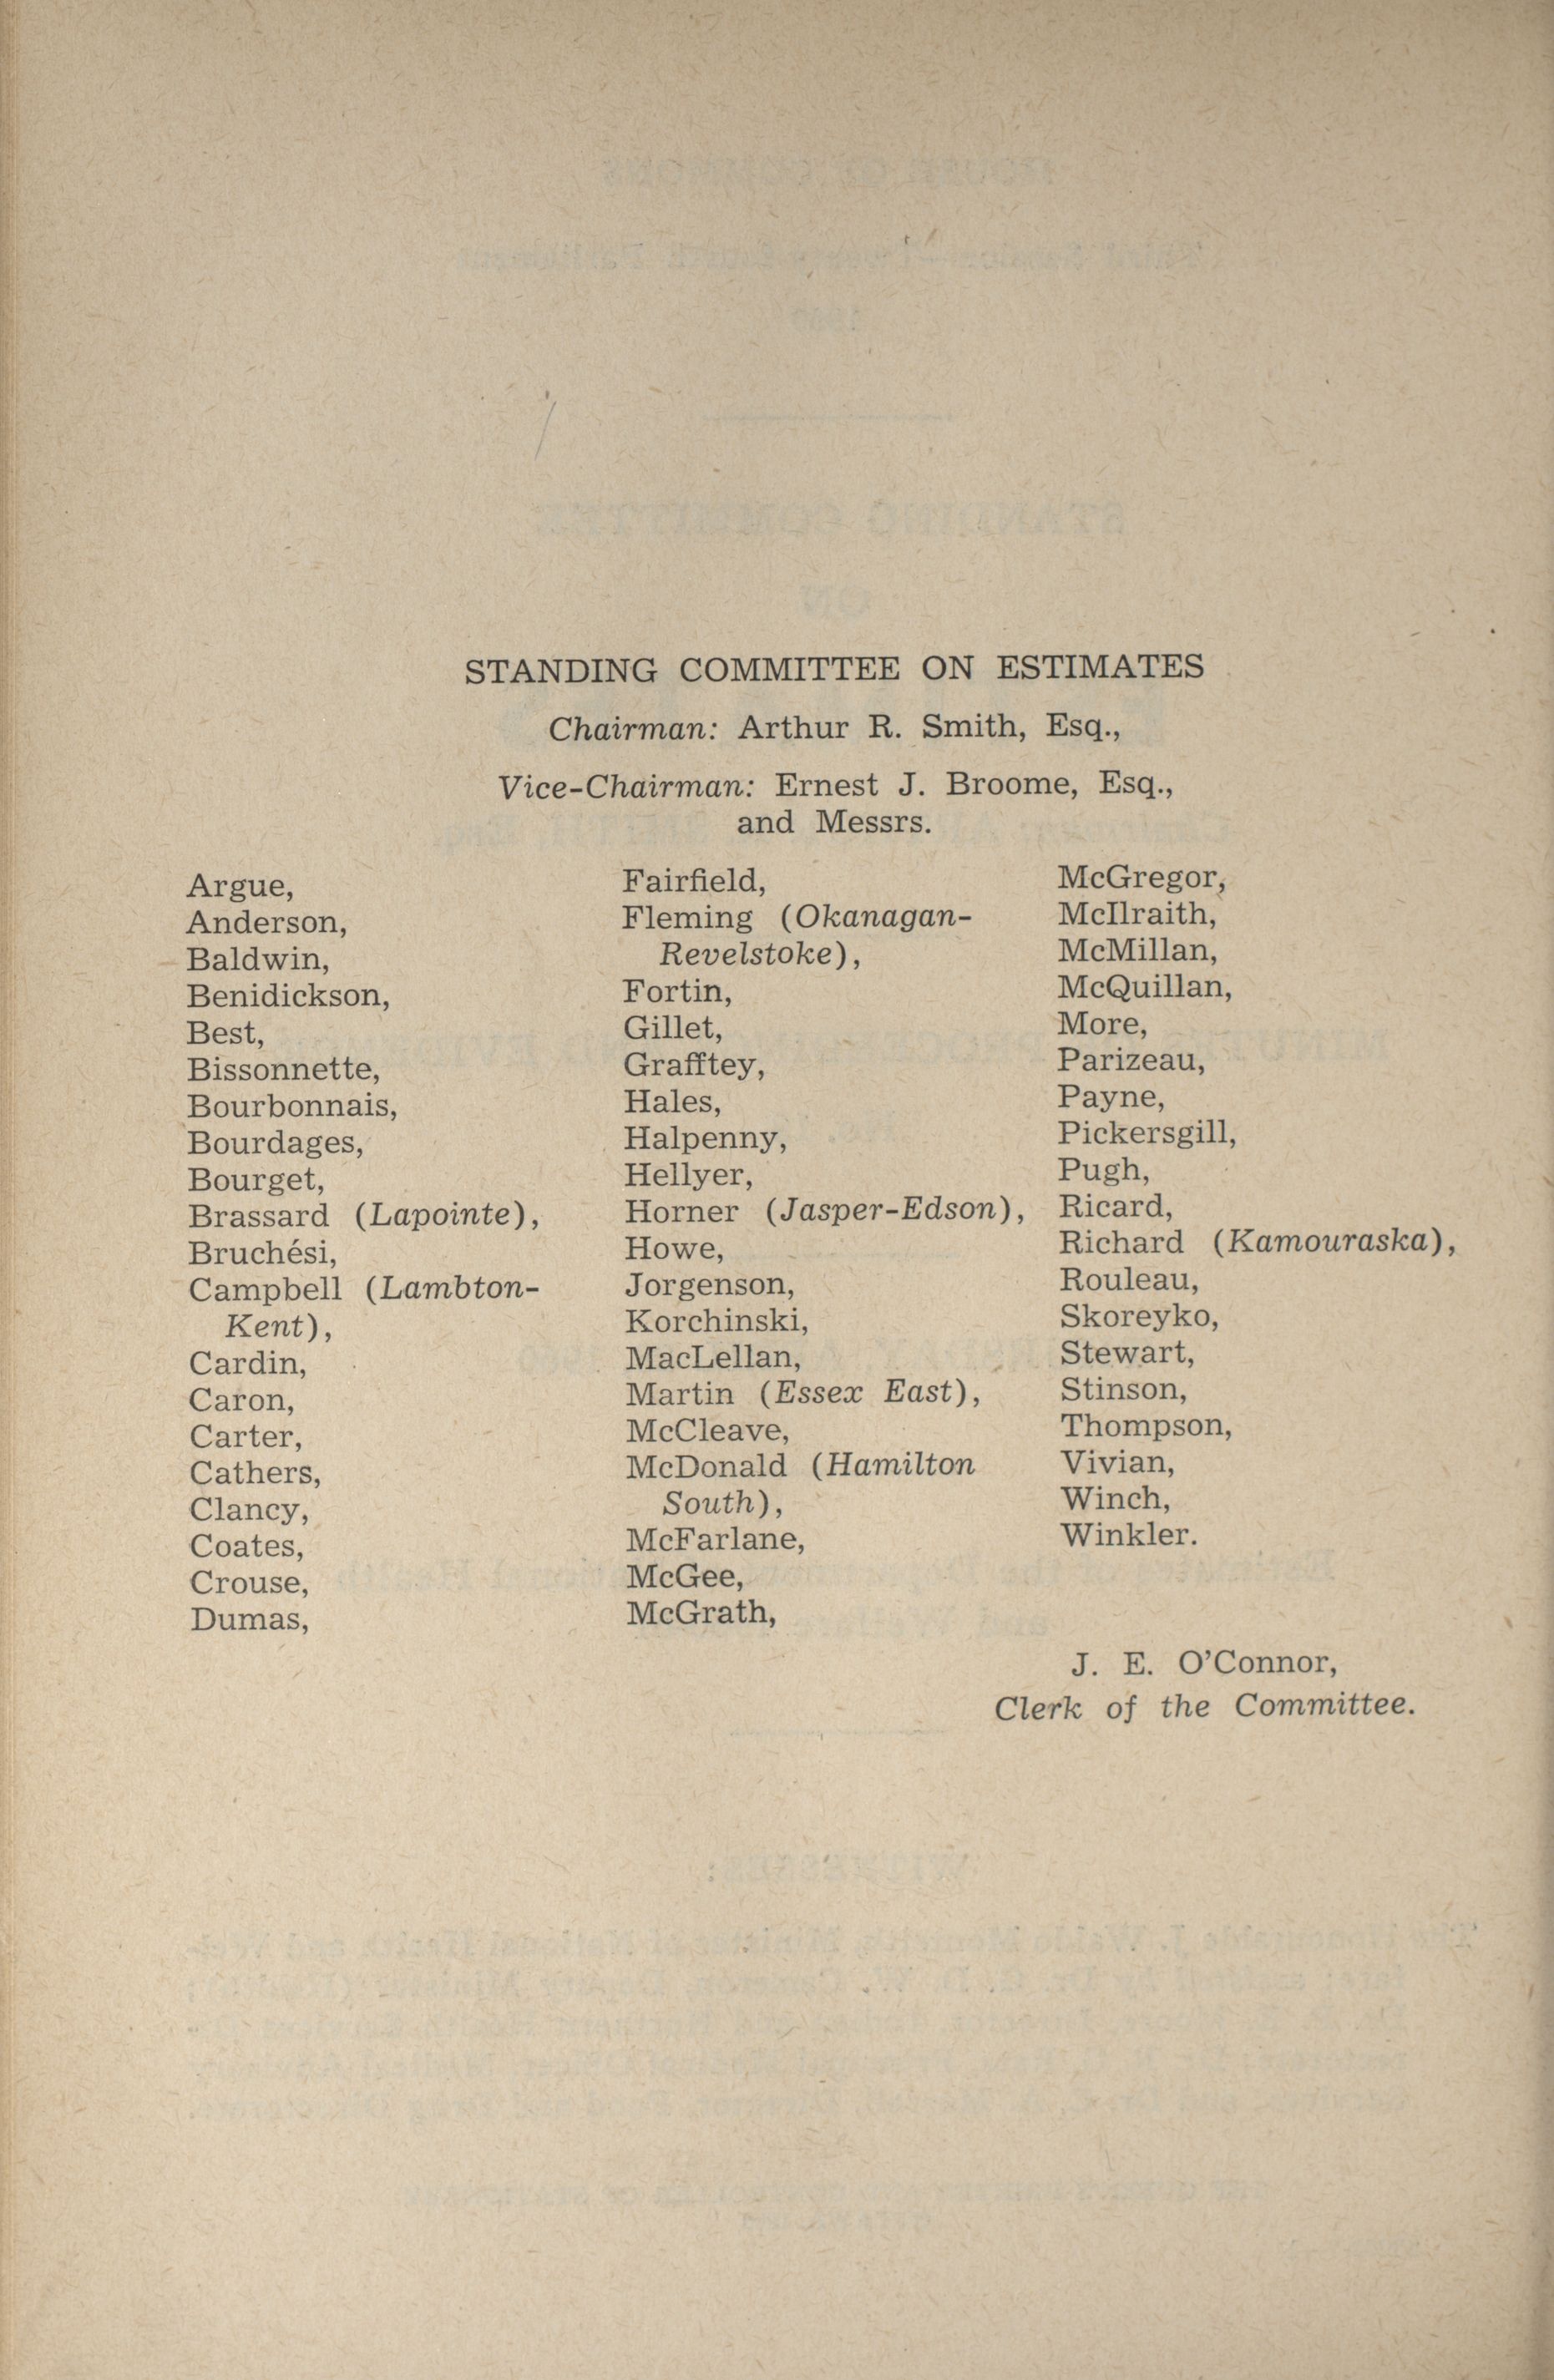 STANDING COMMITTEE ON ESTIMATES
Chairman: Arthur R. Smith, Esq.,
Vice-Chairman: Ernest J. Broome, Esq.,
and Messrs.
Argue,
Anderson,
Baldwin,
Benidickson,
Best,
Bissonnette,
Bourbonnais,
Bourdages,
Bourget,
Brassard (Lapointe),
Bruchési,
Campbell (Lambton-
Kent),
Cardin,
Caron,
Carter,
Cathers,
Clancy,
Coates,
Crouse,
Dumas,
Fairfield,
Fleming (Okanagan-
Revelstoke),
Fortin,
Gillet,
Grafftey,
Hales,
Halpenny,
Hellyer,
Horner (Jasper-Edson),
Howe,
Jorgenson,
Korchinski,
MacLellan,
Martin (Essex East),
McCleave,
McDonald (Hamilton
South),
McFarlane,
McGee,
McGrath,
McGregor,
McIlraith,
McMillan,
McQuillan,
More,
Parizeau,
Payne,
Pickersgill,
Pugh,
Ricard,
Richard (Kamouraska),
Rouleau,
Skoreyko,
Stewart,
Stinson,
Thompson,
Vivian,
Winch,
Winkler.
J. E. O'Connor,
Clerk of the Committee.